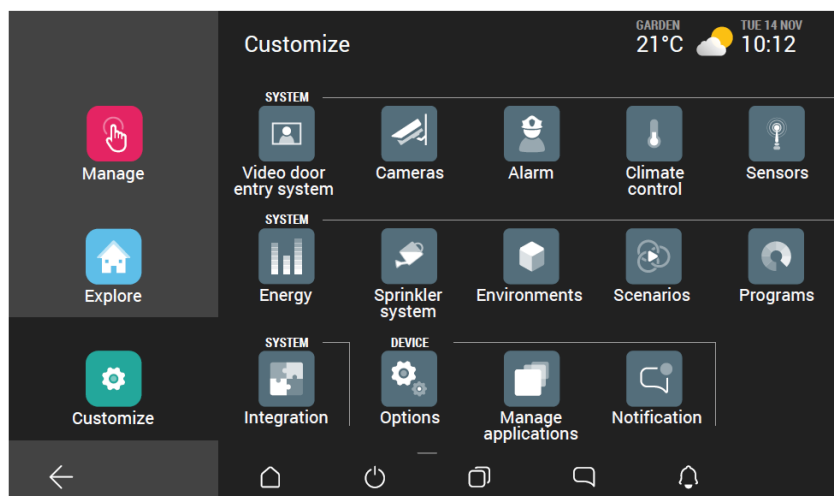 Customize
GARDEN
21°C
TUE 14 NOV
10:12
Manage
Explore
Customize
SYSTEM
Video door
entry system
Cameras
Alarm
Climate
control
Sensors
SYSTEM
Energy
Sprinkler
system
Environments
Scenarios
Programs
SYSTEM
Integration
DEVICE
Options
Manage
applications
Notification